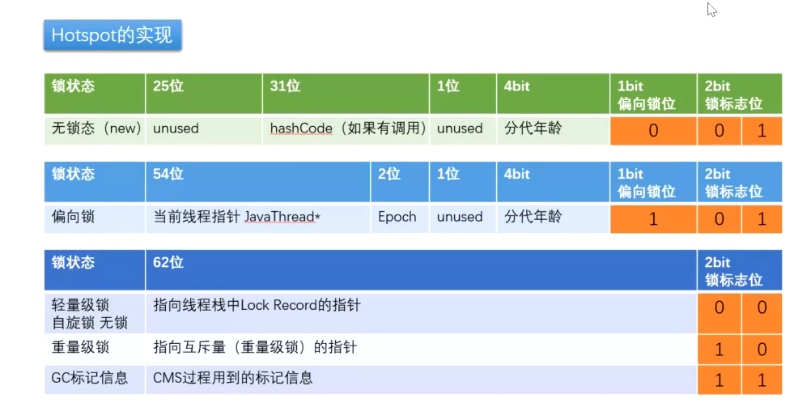 Hotspot的实现
锁状态 25位 31位 1位 4bit 1bit 2bit
偏向锁位 锁标志位
无锁态（new） unused hashCode（如果有调用） unused 分代年龄 0 0 1
锁状态 54位 2位 1位 4bit 1bit 2bit
偏向锁位 锁标志位
偏向锁 当前线程指针 JavaThread* Epoch unused 分代年龄 1 0 1
锁状态 62位 2bit
锁标志位
轻量级锁 指向线程栈中Lock Record的指针 0 0
自旋锁 无锁
重量级锁 指向互斥量（重量级锁）的指针 1 0
GC标记信息 CMS过程用到的标记信息 1 1